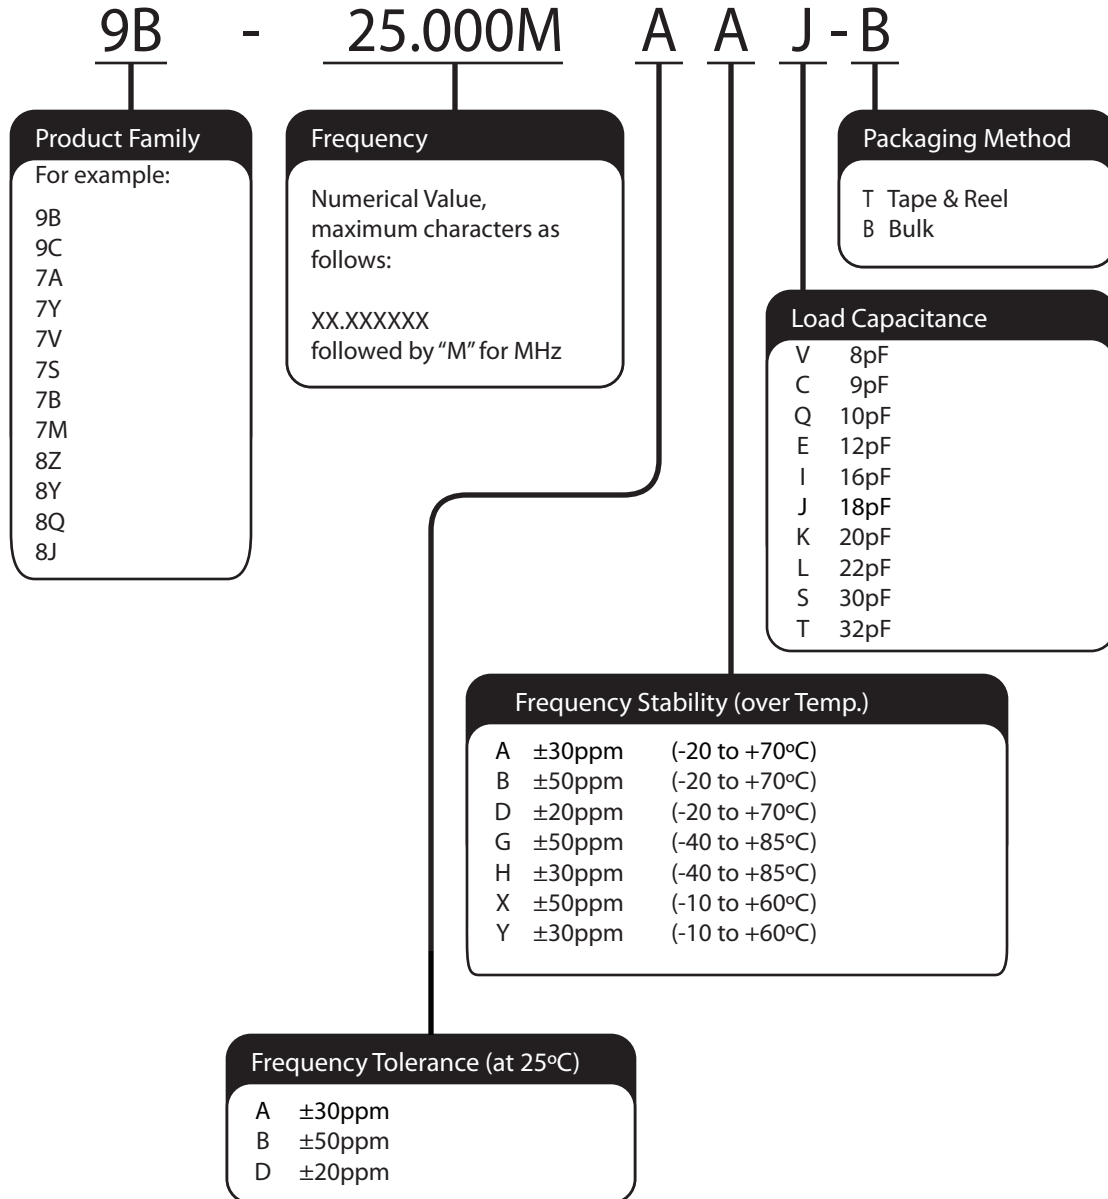 9B - 25.000M A A J - B
Product Family
For example:
9B
9C
7A
7Y
7V
7S
7B
7M
8Z
8Y
8Q
8J
Frequency
Numerical Value,
maximum characters as
follows:
XX.XXXXXX
followed by “M” for MHz
Packaging Method
T Tape & Reel
B Bulk
Load Capacitance
V 8pF
C 9pF
Q 10pF
E 12pF
I 16pF
J 18pF
K 20pF
L 22pF
S 30pF
T 32pF
Frequency Stability (over Temp.)
A ±30ppm (-20 to +70ºC)
B ±50ppm (-20 to +70ºC)
D ±20ppm (-20 to +70ºC)
G ±50ppm (-40 to +85ºC)
H ±30ppm (-40 to +85ºC)
X ±50ppm (-10 to +60ºC)
Y ±30ppm (-10 to +60ºC)
Frequency Tolerance (at 25ºC)
A ±30ppm
B ±50ppm
D ±20ppm